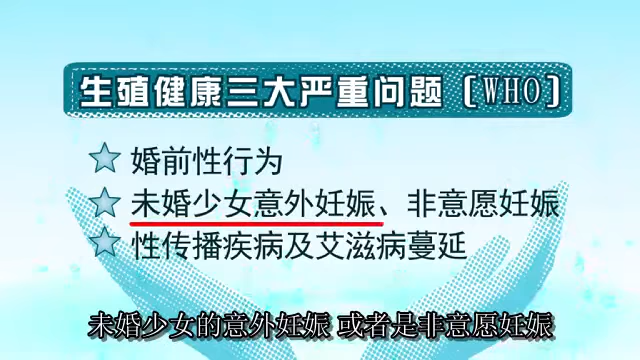 生殖健康三大严重问题〔WHO〕
婚前性行为
未婚少女意外妊娠、非意愿妊娠
性传播疾病及艾滋病蔓延
未婚少女的意外妊娠 或者是非意愿妊娠